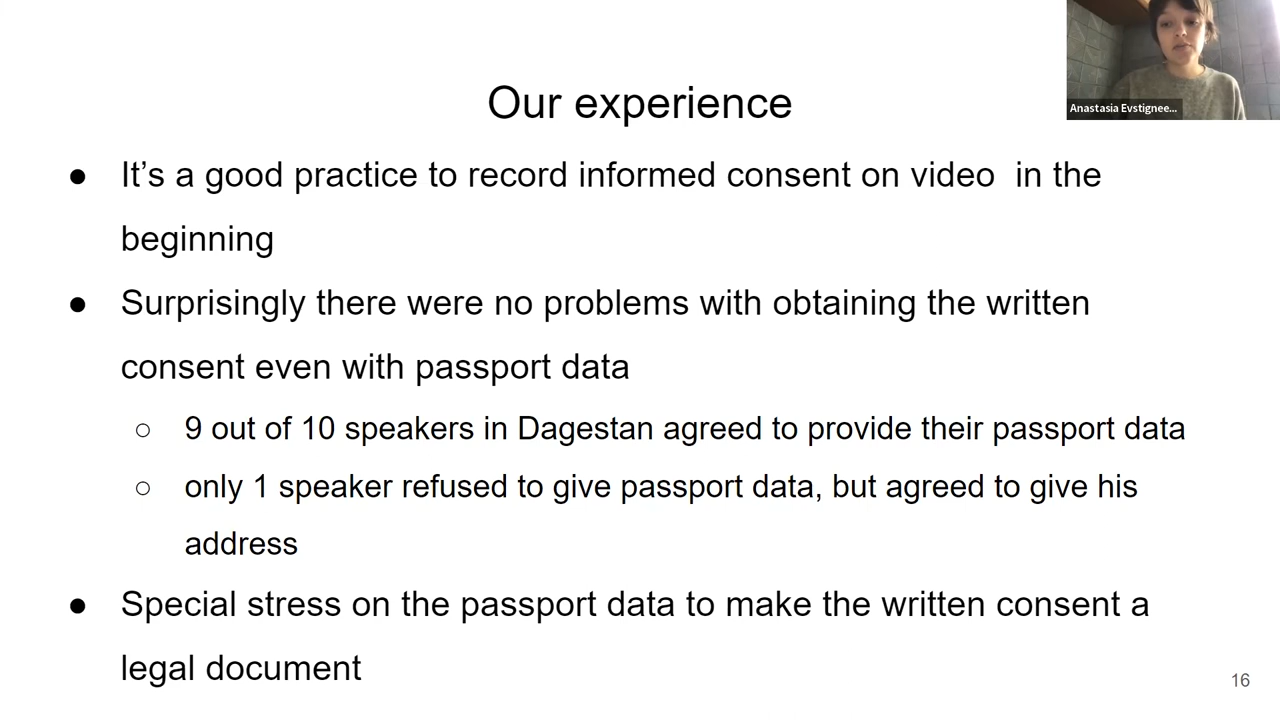 Anastasia Evstignee...
Our experience
● It’s a good practice to record informed consent on video  in the
beginning
● Surprisingly there were no problems with obtaining the written
consent even with passport data
○ 9 out of 10 speakers in Dagestan agreed to provide their passport data
○ only 1 speaker refused to give passport data, but agreed to give his
address
● Special stress on the passport data to make the written consent a
legal document
16